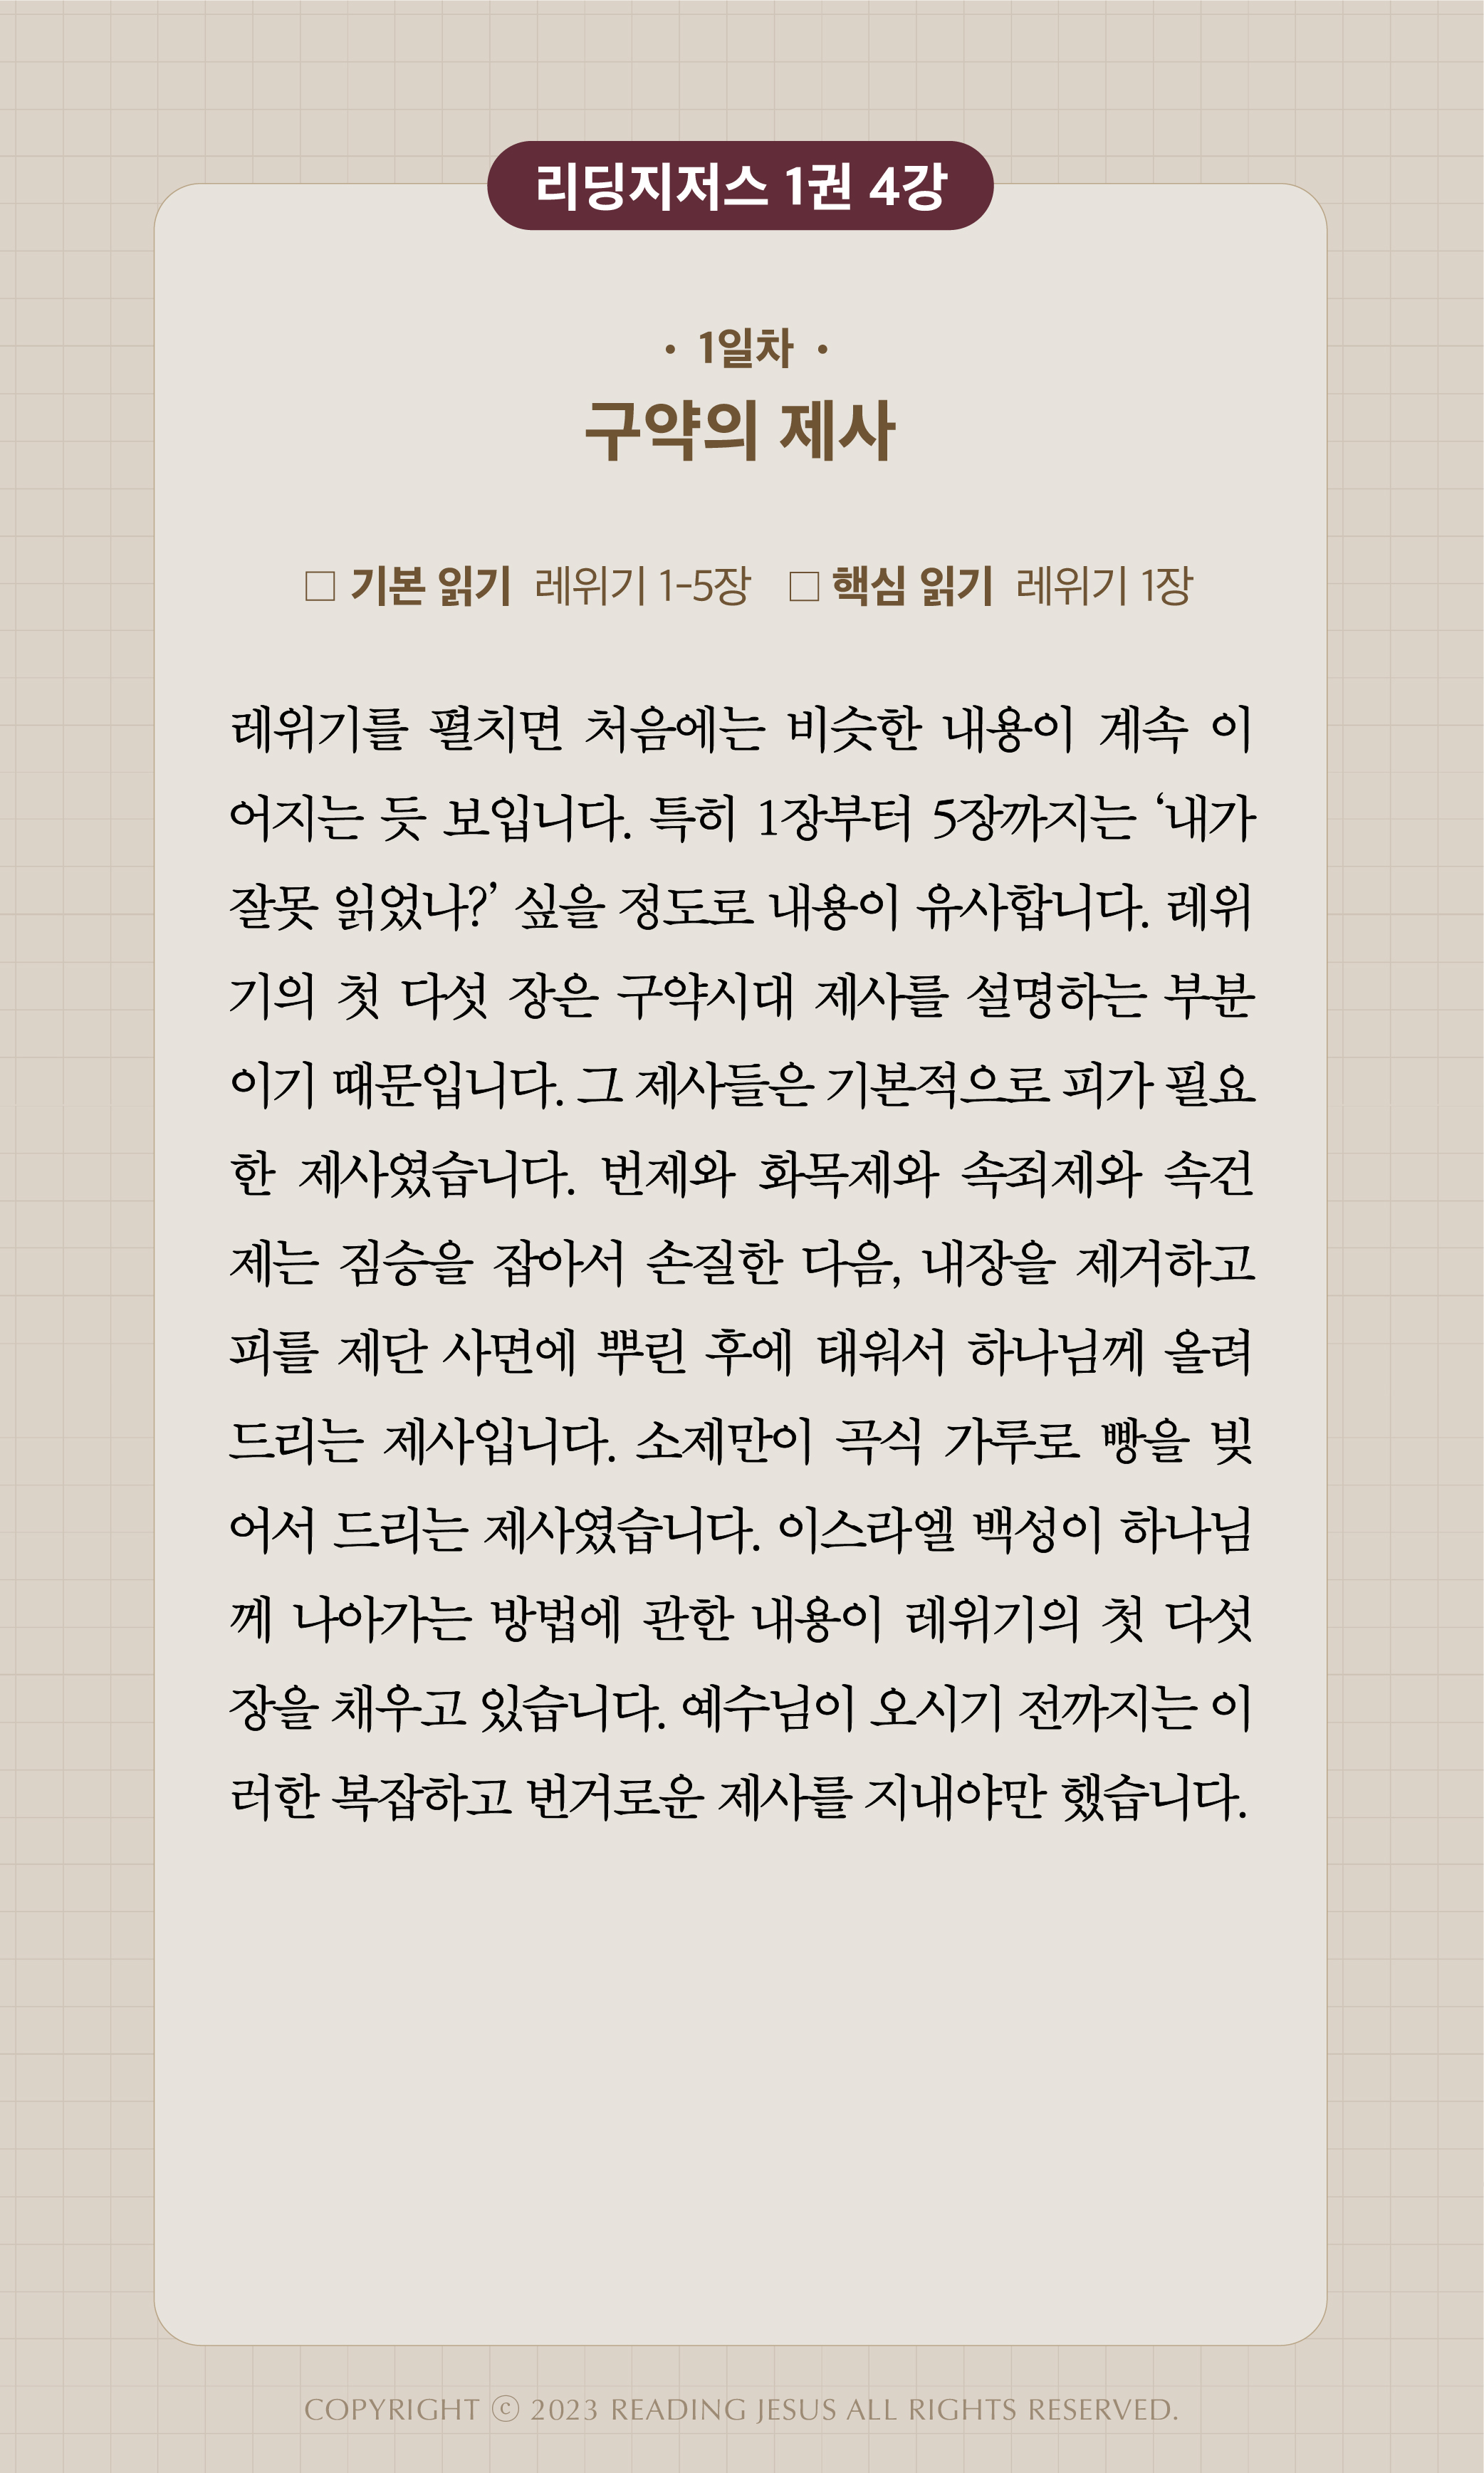 리딩지저스 1권 4강
· 1일차 ·
구약의 제사
□ 기본 읽기 레위기 1-5장 □ 핵심 읽기 레위기 1장
레위기를 펼치면 처음에는 비슷한 내용이 계속 이
어지는 듯 보입니다. 특히 1장부터 5장까지는 ‘내가
잘못 읽었나?’ 싶을 정도로 내용이 유사합니다. 레위
기의 첫 다섯 장은 구약시대 제사를 설명하는 부분
이기 때문입니다. 그 제사들은 기본적으로 피가 필요
한 제사였습니다. 번제와 화목제와 속죄제와 속건
제는 짐승을 잡아서 손질한 다음, 내장을 제거하고
피를 제단 사면에 뿌린 후에 태워서 하나님께 올려
드리는 제사입니다. 소제만이 곡식 가루로 빵을 빚
어서 드리는 제사였습니다. 이스라엘 백성이 하나님
께 나아가는 방법에 관한 내용이 레위기의 첫 다섯
장을 채우고 있습니다. 예수님이 오시기 전까지는 이
러한 복잡하고 번거로운 제사를 지내야만 했습니다.
COPYRIGHT ⓒ 2023 READING JESUS ALL RIGHTS RESERVED.